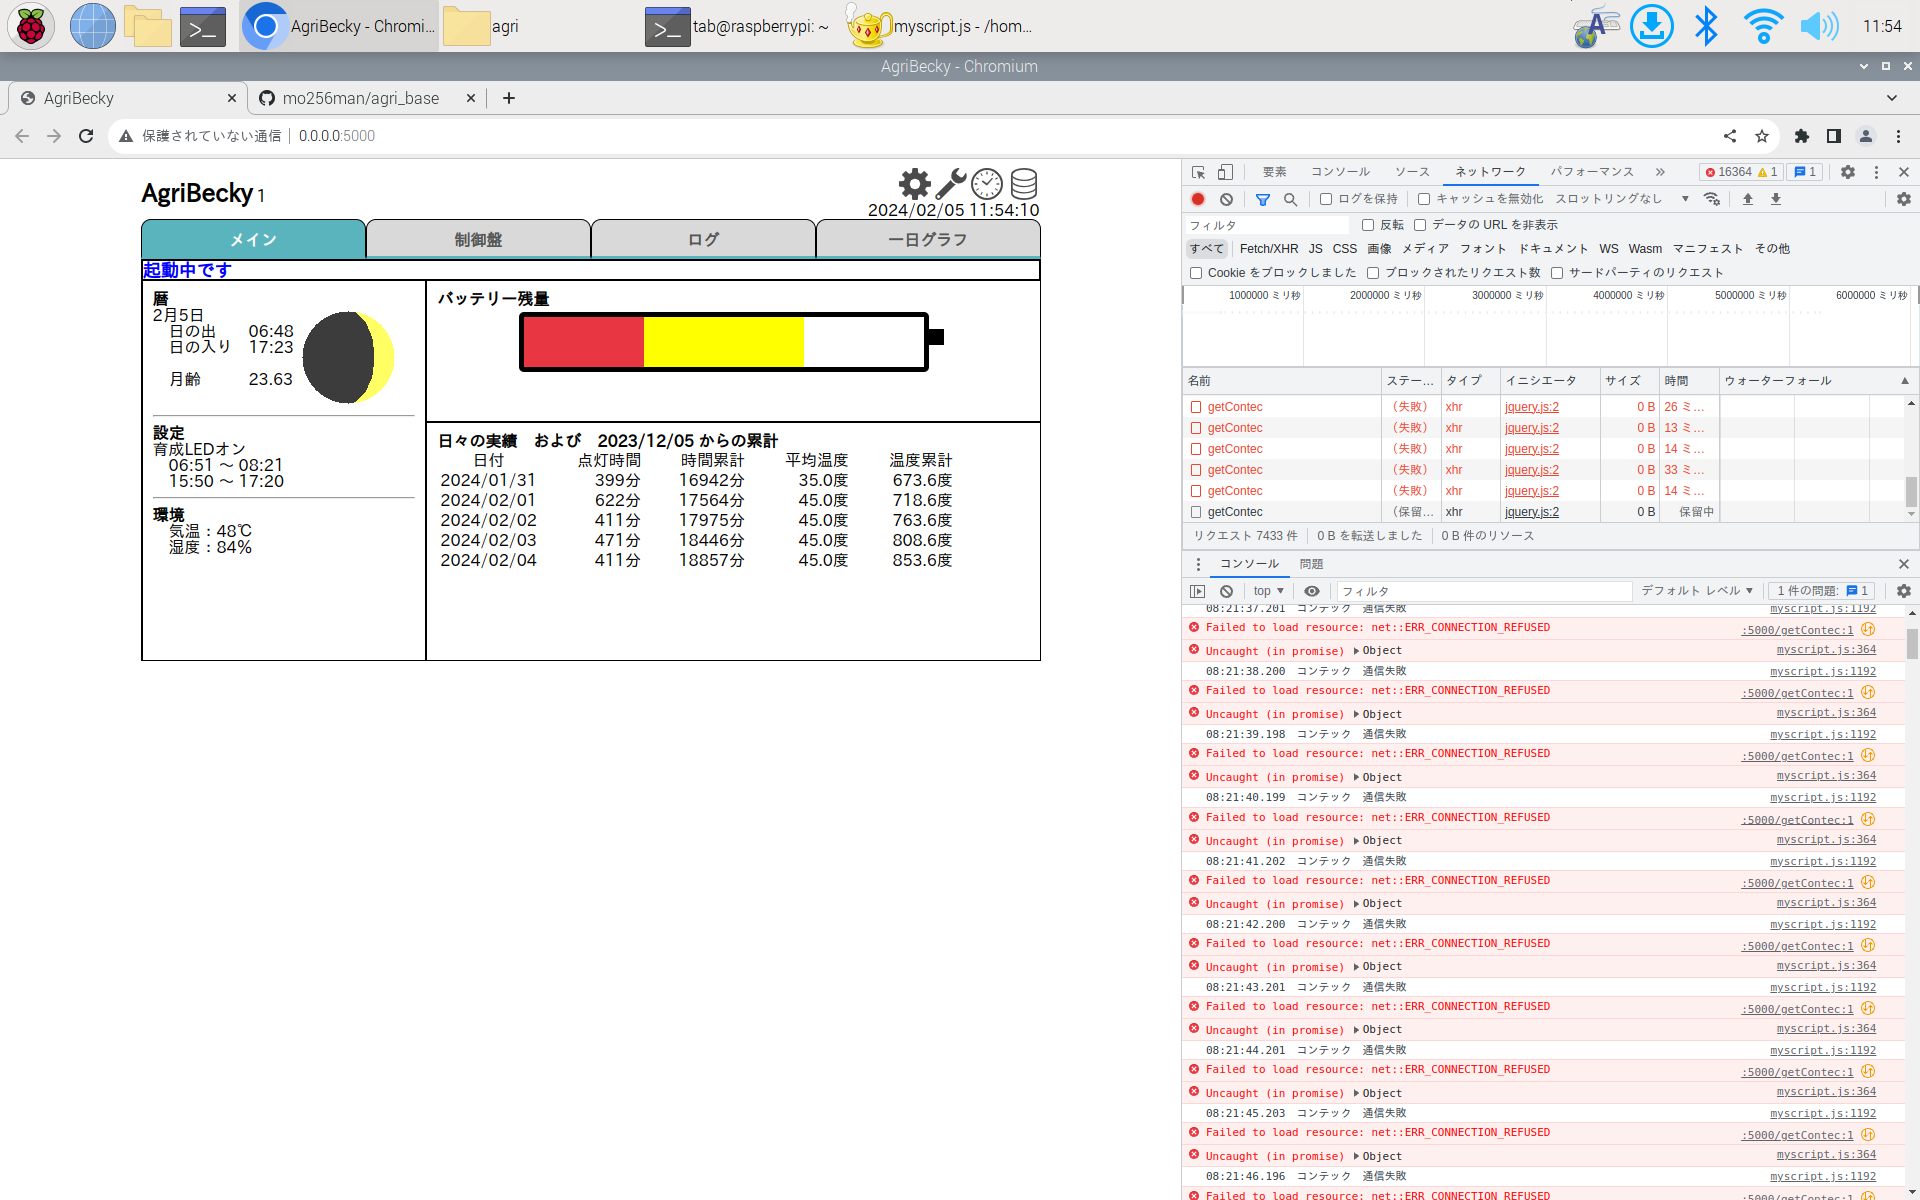 AgriBecky - Chromi...
agri
tab@raspberrypi: ~
myscript.js - /hom...
A
11:54
AgriBecky - Chromium
AgriBecky
mo256man/agri_base
保護されていない通信
0.0.0.0:5000
AgriBecky 1
2024/02/05 11:54:10
メイン
制御盤
ログ
一日グラフ
起動中です
暦
2月5日
日の出 06:48
日の入り 17:23
月齢 23.63
設定
育成LEDオン
06:51 ～ 08:21
15:50 ～ 17:20
環境
気温：48℃
湿度：84%
バッテリー残量
日々の実績 および 2023/12/05 からの累計
日付 点灯時間 時間累計 平均温度 温度累計
2024/01/31 399分 16942分 35.0度 673.6度
2024/02/01 622分 17564分 45.0度 718.6度
2024/02/02 411分 17975分 45.0度 763.6度
2024/02/03 471分 18446分 45.0度 808.6度
2024/02/04 411分 18857分 45.0度 853.6度
要素 コンソール ソース ネットワーク パフォーマンス 16364 1 1
ログを保持 キャッシュを無効化 スロットリングなし
フィルタ 反転 データの URL を非表示
すべて Fetch/XHR JS CSS 画像 メディア フォント ドキュメント WS Wasm マニフェスト その他
Cookie をブロックしました ブロックされたリクエスト数 サードパーティのリクエスト
1000000 ミリ秒 2000000 ミリ秒 3000000 ミリ秒 4000000 ミリ秒 5000000 ミリ秒 6000000 ミリ秒
名前 ステー... タイプ イニシエータ サイズ 時間 ウォーターフォール
getContec （失敗） xhr jquery.js:2 0 B 26 ミ...
getContec （失敗） xhr jquery.js:2 0 B 13 ミ...
getContec （失敗） xhr jquery.js:2 0 B 14 ミ...
getContec （失敗） xhr jquery.js:2 0 B 33 ミ...
getContec （失敗） xhr jquery.js:2 0 B 14 ミ...
getContec （保留... xhr jquery.js:2 0 B 保留中
リクエスト 7433 件 0 B を転送しました 0 B 件のリソース
コンソール 問題
top フィルタ デフォルト レベル 1 件の問題: 1
08:21:37.201 コンテック 通信失敗 myscript.js:1192
Failed to load resource: net::ERR_CONNECTION_REFUSED :5000/getContec:1
Uncaught (in promise) Object myscript.js:364
08:21:38.200 コンテック 通信失敗 myscript.js:1192
Failed to load resource: net::ERR_CONNECTION_REFUSED :5000/getContec:1
Uncaught (in promise) Object myscript.js:364
08:21:39.198 コンテック 通信失敗 myscript.js:1192
Failed to load resource: net::ERR_CONNECTION_REFUSED :5000/getContec:1
Uncaught (in promise) Object myscript.js:364
08:21:40.199 コンテック 通信失敗 myscript.js:1192
Failed to load resource: net::ERR_CONNECTION_REFUSED :5000/getContec:1
Uncaught (in promise) Object myscript.js:364
08:21:41.202 コンテック 通信失敗 myscript.js:1192
Failed to load resource: net::ERR_CONNECTION_REFUSED :5000/getContec:1
Uncaught (in promise) Object myscript.js:364
08:21:42.200 コンテック 通信失敗 myscript.js:1192
Failed to load resource: net::ERR_CONNECTION_REFUSED :5000/getContec:1
Uncaught (in promise) Object myscript.js:364
08:21:43.201 コンテック 通信失敗 myscript.js:1192
Failed to load resource: net::ERR_CONNECTION_REFUSED :5000/getContec:1
Uncaught (in promise) Object myscript.js:364
08:21:44.201 コンテック 通信失敗 myscript.js:1192
Failed to load resource: net::ERR_CONNECTION_REFUSED :5000/getContec:1
Uncaught (in promise) Object myscript.js:364
08:21:45.203 コンテック 通信失敗 myscript.js:1192
Failed to load resource: net::ERR_CONNECTION_REFUSED :5000/getContec:1
Uncaught (in promise) Object myscript.js:364
08:21:46.196 コンテック 通信失敗 myscript.js:1192
Failed to load resource: net::ERR_CONNECTION_REFUSED :5000/getContec:1